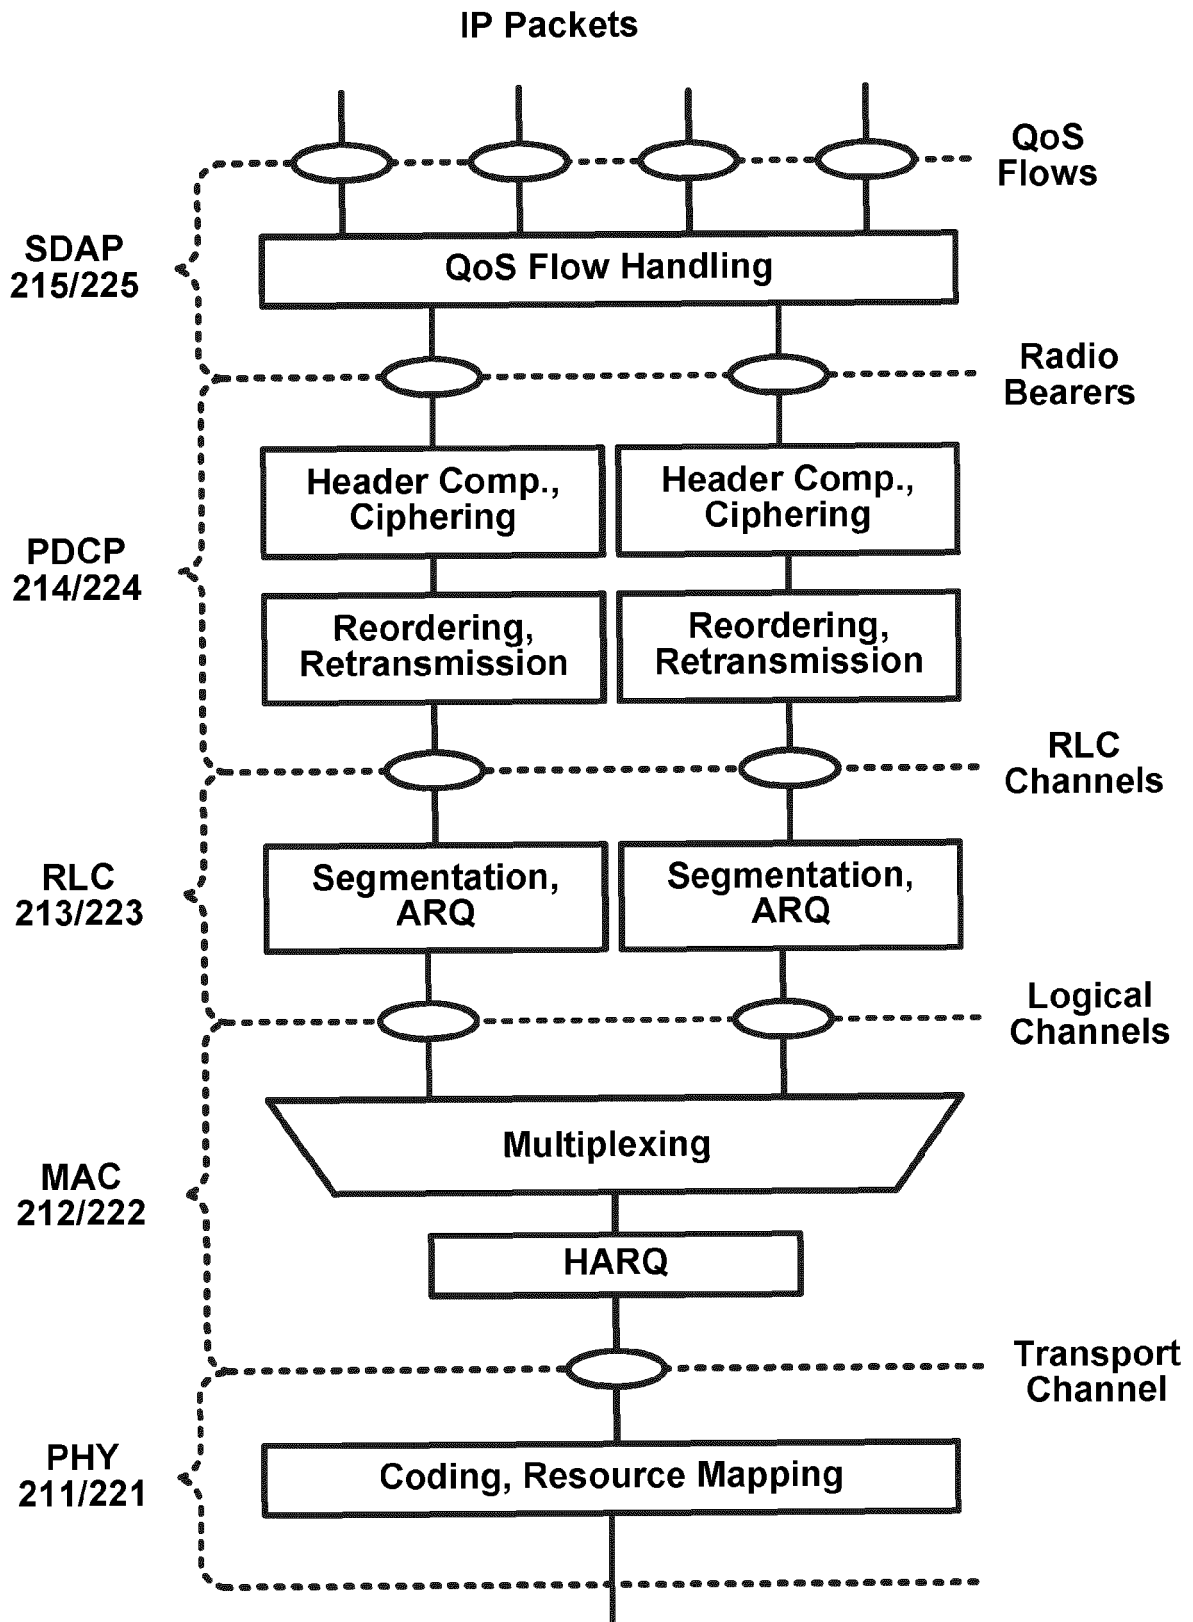 IP Packets
QoS
Flows
SDAP
215/225
QoS Flow Handling
Radio
Bearers
Header Comp.,
Ciphering
Header Comp.,
Ciphering
PDCP
214/224
Reordering,
Retransmission
Reordering,
Retransmission
RLC
Channels
RLC
213/223
Segmentation,
ARQ
Segmentation,
ARQ
Logical
Channels
Multiplexing
MAC
212/222
HARQ
Transport
Channel
PHY
211/221
Coding, Resource Mapping